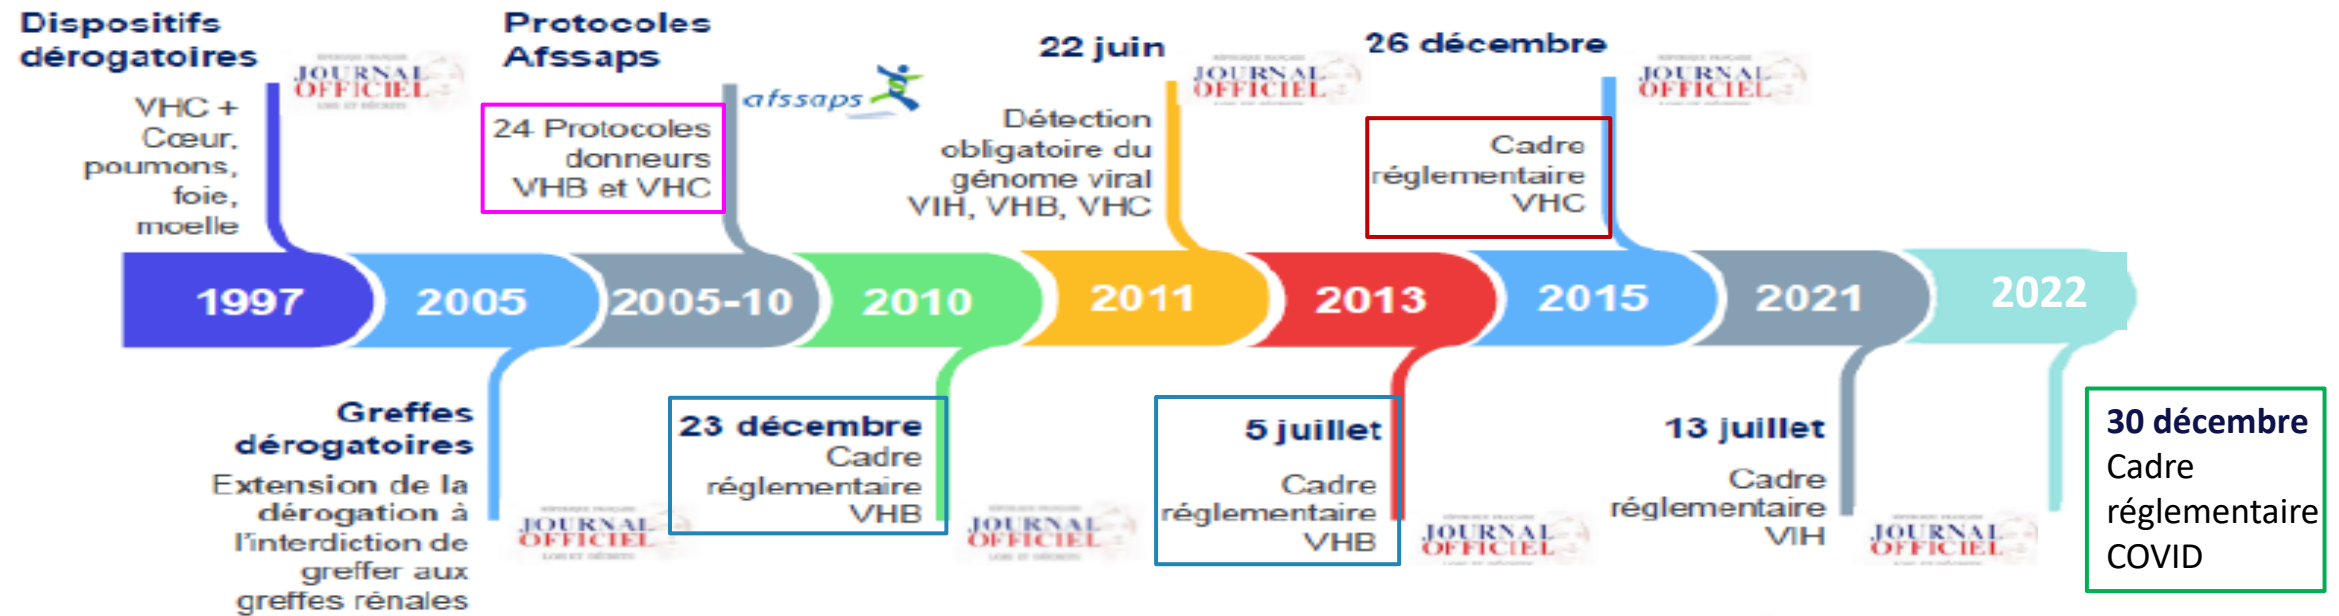 Dispositifs
dérogatoires
VHC +
Cœur,
poumons,
foie,
moelle
JOURNAL
OFFICIEL
Protocoles
Afssaps
24 Protocoles
donneurs
VHB et VHC
afssaps
22 juin
Détection
obligatoire du
génome viral
VIH, VHB, VHC
JOURNAL
OFFICIEL
26 décembre
Cadre
réglementaire
VHC
JOURNAL
OFFICIEL
1997
2005
2005-10
2010
2011
2013
2015
2021
2022
Greffes
dérogatoires
Extension de la
dérogation à
l'interdiction de
greffer aux
greffes rénales
JOURNAL
OFFICIEL
23 décembre
Cadre
réglementaire
VHB
JOURNAL
OFFICIEL
5 juillet
Cadre
réglementaire
VHB
JOURNAL
OFFICIEL
13 juillet
Cadre
réglementaire
VIH
JOURNAL
OFFICIEL
30 décembre
Cadre
réglementaire
COVID